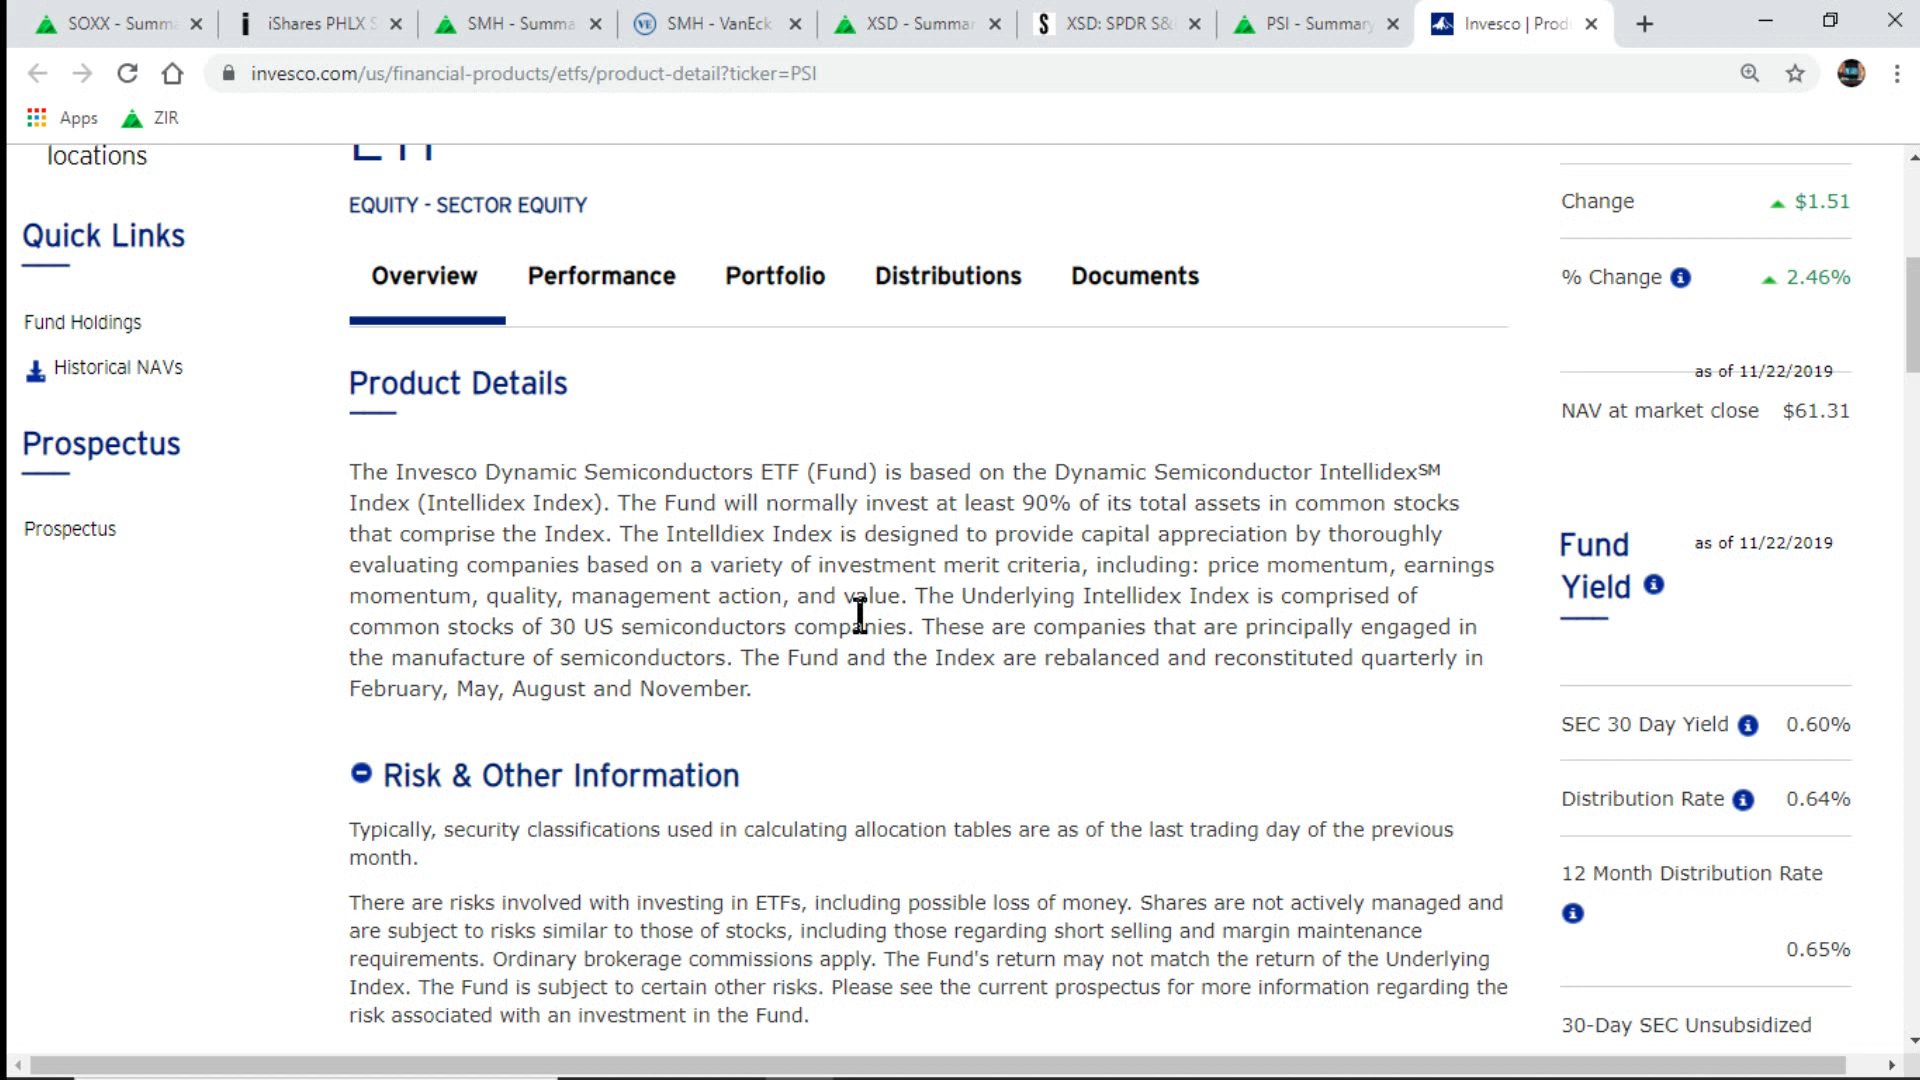 SOXX - Summa
iShares PHLX S
SMH - Summa
SMH - VanEck
XSD - Summar
XSD: SPDR S&
PSI - Summary
Invesco | Prod
invesco.com/us/financial-products/etfs/product-detail?ticker=PSI
Apps
ZIR
locations
Quick Links
Fund Holdings
Historical NAVs
Prospectus
Prospectus
EQUITY - SECTOR EQUITY
Overview
Performance
Portfolio
Distributions
Documents
Product Details
The Invesco Dynamic Semiconductors ETF (Fund) is based on the Dynamic Semiconductor Intellidex℠
Index (Intellidex Index). The Fund will normally invest at least 90% of its total assets in common stocks
that comprise the Index. The Intelldiex Index is designed to provide capital appreciation by thoroughly
evaluating companies based on a variety of investment merit criteria, including: price momentum, earnings
momentum, quality, management action, and value. The Underlying Intellidex Index is comprised of
common stocks of 30 US semiconductors companies. These are companies that are principally engaged in
the manufacture of semiconductors. The Fund and the Index are rebalanced and reconstituted quarterly in
February, May, August and November.
Risk & Other Information
Typically, security classifications used in calculating allocation tables are as of the last trading day of the previous
month.
There are risks involved with investing in ETFs, including possible loss of money. Shares are not actively managed and
are subject to risks similar to those of stocks, including those regarding short selling and margin maintenance
requirements. Ordinary brokerage commissions apply. The Fund's return may not match the return of the Underlying
Index. The Fund is subject to certain other risks. Please see the current prospectus for more information regarding the
risk associated with an investment in the Fund.
Change $1.51
% Change 2.46%
as of 11/22/2019
NAV at market close $61.31
Fund
Yield
as of 11/22/2019
SEC 30 Day Yield 0.60%
Distribution Rate 0.64%
12 Month Distribution Rate
0.65%
30-Day SEC Unsubsidized